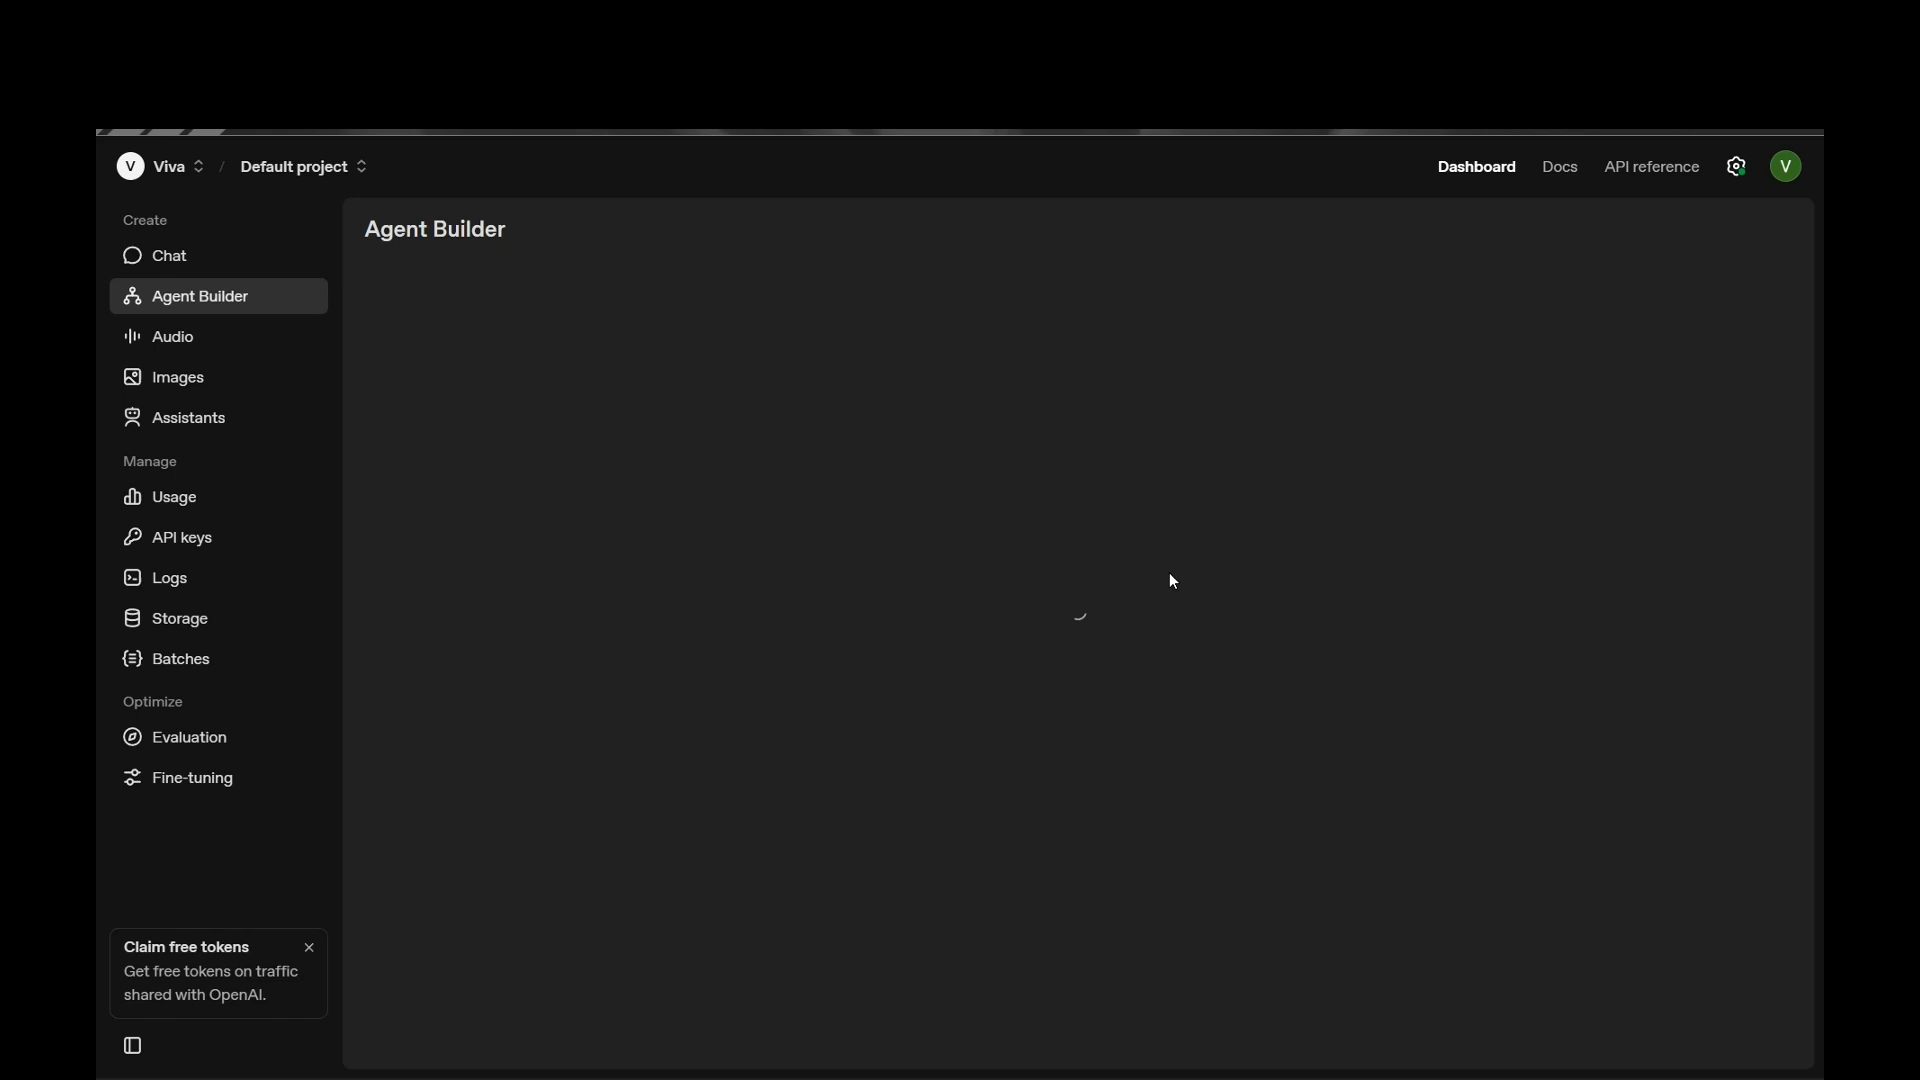 V Viva / Default project
Dashboard Docs API reference V
Create
Chat
Agent Builder
Audio
Images
Assistants
Manage
Usage
API keys
Logs
Storage
Batches
Optimize
Evaluation
Fine-tuning
Claim free tokens
Get free tokens on traffic
shared with OpenAI.
Agent Builder